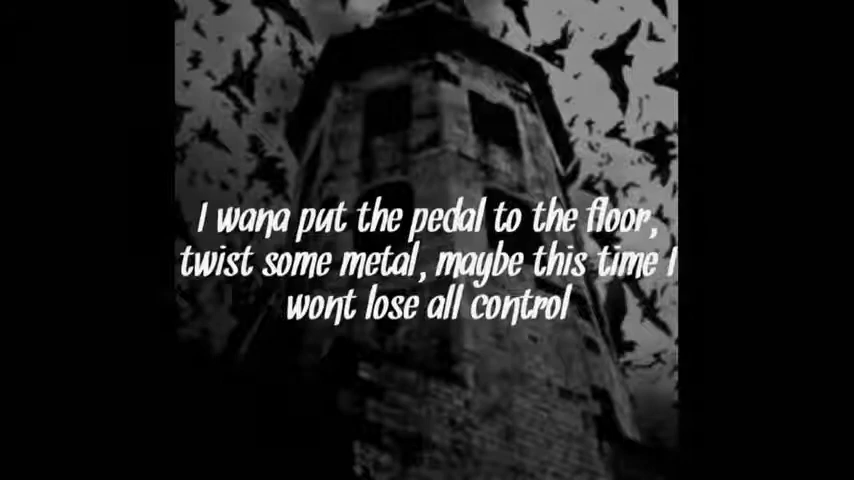 I wana put the pedal to the floor,
twist some metal, maybe this time I
wont lose all control